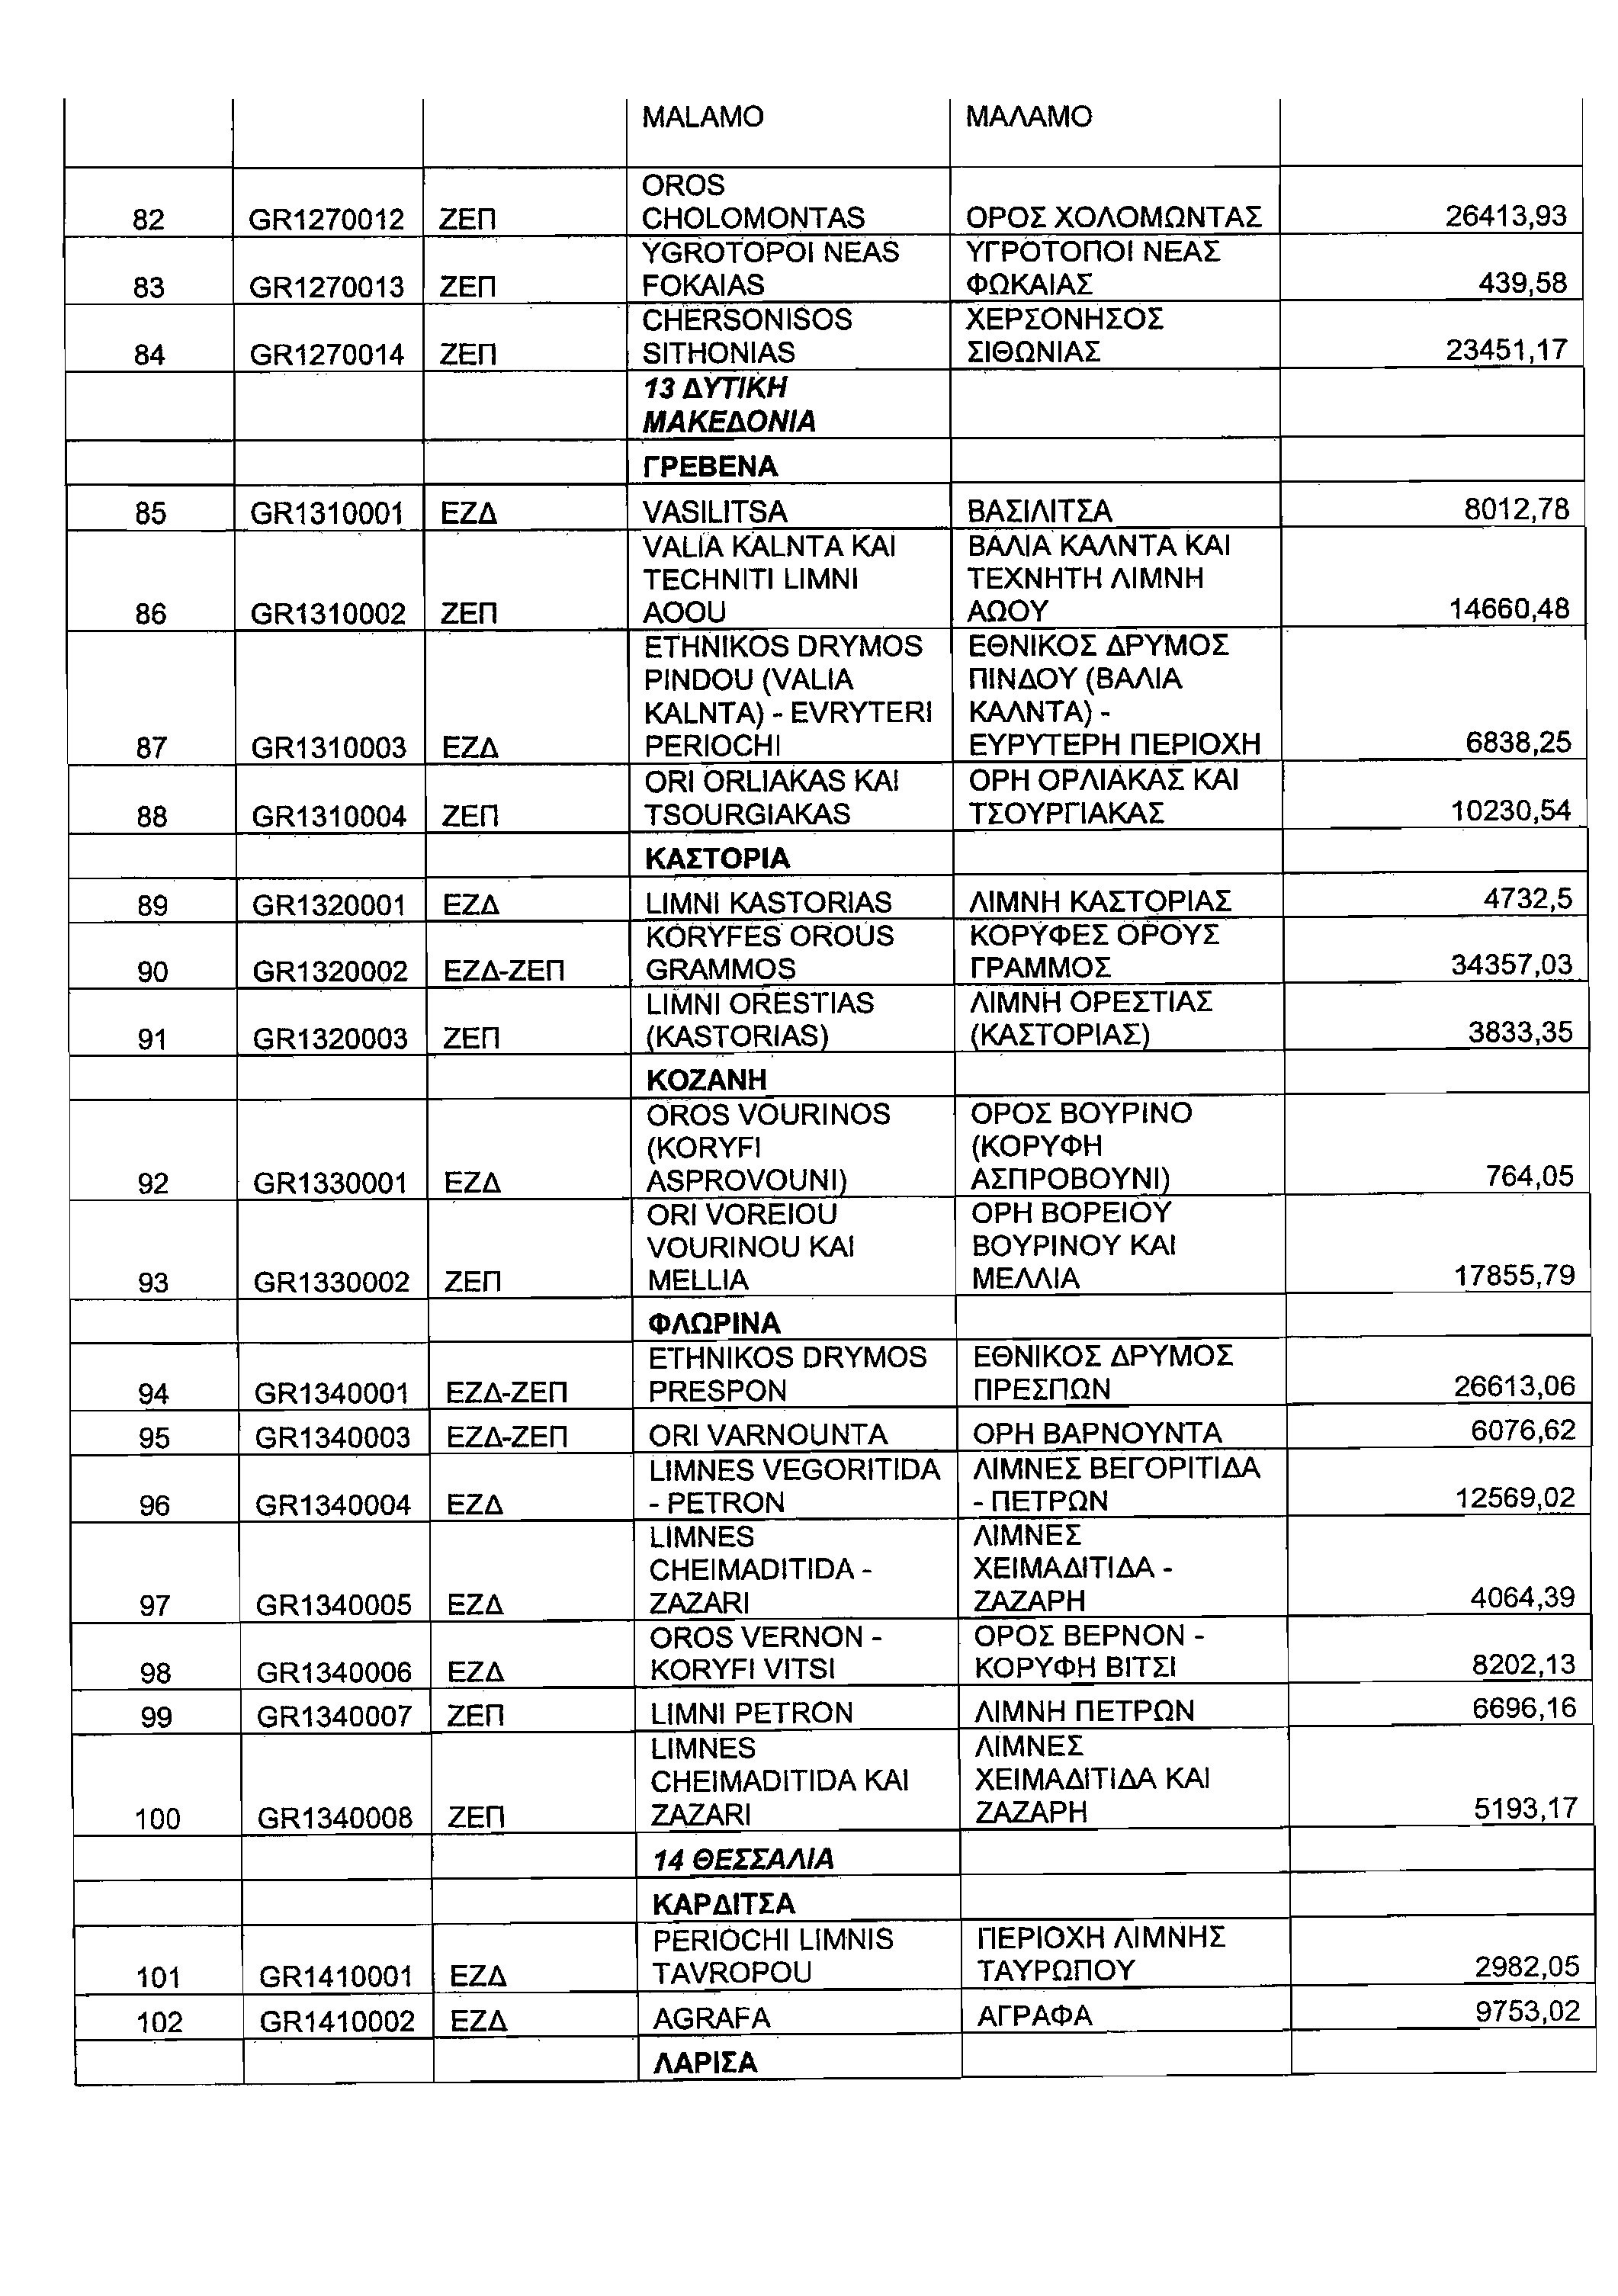 MALAMO ΜΑΛΑΜΟ
OROS
82 GR1270012 ΖΕΠ CHOLOMONTAS ΟΡΟΣ ΧΟΛΟΜΩΝΤΑΣ 26413,93
YGROTOPOI NEAS ΥΓΡΟΤΟΠΟΙ ΝΕΑΣ
83 GR1270013 ΖΕΠ FOKAIAS ΦΩΚΑΙΑΣ 439,58
CHERSONISOS ΧΕΡΣΟΝΗΣΟΣ
84 GR1270014 ΖΕΠ SITHONIAS ΣΙΘΩΝΙΑΣ 23451,17
13 ΔΥΤΙΚΗ
ΜΑΚΕΔΟΝΙΑ
ΓΡΕΒΕΝΑ
85 GR1310001 ΕΖΔ VASILITSA ΒΑΣΙΛΙΤΣΑ 8012,78
VALIA KALNTA KAI ΒΑΛΙΑ ΚΑΛΝΤΑ ΚΑΙ
TECHNITI LIMNI ΤΕΧΝΗΤΗ ΛΙΜΝΗ
86 GR1310002 ΖΕΠ AOOU ΑΩΟΥ 14660,48
ETHNIKOS DRYMOS ΕΘΝΙΚΟΣ ΔΡΥΜΟΣ
PINDOU (VALIA ΠΙΝΔΟΥ (ΒΑΛΙΑ
KALNTA) - EVRYTERI ΚΑΛΝΤΑ) -
87 GR1310003 ΕΖΔ PERIOCHI ΕΥΡΥΤΕΡΗ ΠΕΡΙΟΧΗ 6838,25
ORI ORLIAKAS KAI ΟΡΗ ΟΡΛΙΑΚΑΣ ΚΑΙ
88 GR1310004 ΖΕΠ TSOURGIAKAS ΤΣΟΥΡΓΙΑΚΑΣ 10230,54
ΚΑΣΤΟΡΙΑ
89 GR1320001 ΕΖΔ LIMNI KASTORIAS ΛΙΜΝΗ ΚΑΣΤΟΡΙΑΣ 4732,5
KORYFES OROUS ΚΟΡΥΦΕΣ ΟΡΟΥΣ
90 GR1320002 ΕΖΔ-ΖΕΠ GRAMMOS ΓΡΑΜΜΟΣ 34357,03
LIMNI ORESTIAS ΛΙΜΝΗ ΟΡΕΣΤΙΑΣ
91 GR1320003 ΖΕΠ (KASTORIAS) (ΚΑΣΤΟΡΙΑΣ) 3833,35
ΚΟΖΑΝΗ
OROS VOURINOS ΟΡΟΣ ΒΟΥΡΙΝΟ
(KORYFI (ΚΟΡΥΦΗ
92 GR1330001 ΕΖΔ ASPROVOUNI) ΑΣΠΡΟΒΟΥΝΙ) 764,05
ORI VOREIOU ΟΡΗ ΒΟΡΕΙΟΥ
VOURINOU KAI ΒΟΥΡΙΝΟΥ ΚΑΙ
93 GR1330002 ΖΕΠ MELLIA ΜΕΛΛΙΑ 17855,79
ΦΛΩΡΙΝΑ
ETHNIKOS DRYMOS ΕΘΝΙΚΟΣ ΔΡΥΜΟΣ
94 GR1340001 ΕΖΔ-ΖΕΠ PRESPON ΠΡΕΣΠΩΝ 26613,06
95 GR1340003 ΕΖΔ-ΖΕΠ ORI VARNOUNTA ΟΡΗ ΒΑΡΝΟΥΝΤΑ 6076,62
LIMNES VEGORITIDA ΛΙΜΝΕΣ ΒΕΓΟΡΙΤΙΔΑ
96 GR1340004 ΕΖΔ - PETRON - ΠΕΤΡΩΝ 12569,02
LIMNES ΛΙΜΝΕΣ
CHEIMADITIDA - ΧΕΙΜΑΔΙΤΙΔΑ -
97 GR1340005 ΕΖΔ ZAZARI ΖΑΖΑΡΗ 4064,39
OROS VERNON - ΟΡΟΣ ΒΕΡΝΟΝ -
98 GR1340006 ΕΖΔ KORYFI VITSI ΚΟΡΥΦΗ ΒΙΤΣΙ 8202,13
99 GR1340007 ΖΕΠ LIMNI PETRON ΛΙΜΝΗ ΠΕΤΡΩΝ 6696,16
LIMNES ΛΙΜΝΕΣ
CHEIMADITIDA KAI ΧΕΙΜΑΔΙΤΙΔΑ ΚΑΙ
100 GR1340008 ΖΕΠ ZAZARI ΖΑΖΑΡΗ 5193,17
14 ΘΕΣΣΑΛΙΑ
ΚΑΡΔΙΤΣΑ
PERIOCHI LIMNIS ΠΕΡΙΟΧΗ ΛΙΜΝΗΣ
101 GR1410001 ΕΖΔ TAVROPOU ΤΑΥΡΩΠΟΥ 2982,05
102 GR1410002 ΕΖΔ AGRAFA ΑΓΡΑΦΑ 9753,02
ΛΑΡΙΣΑ